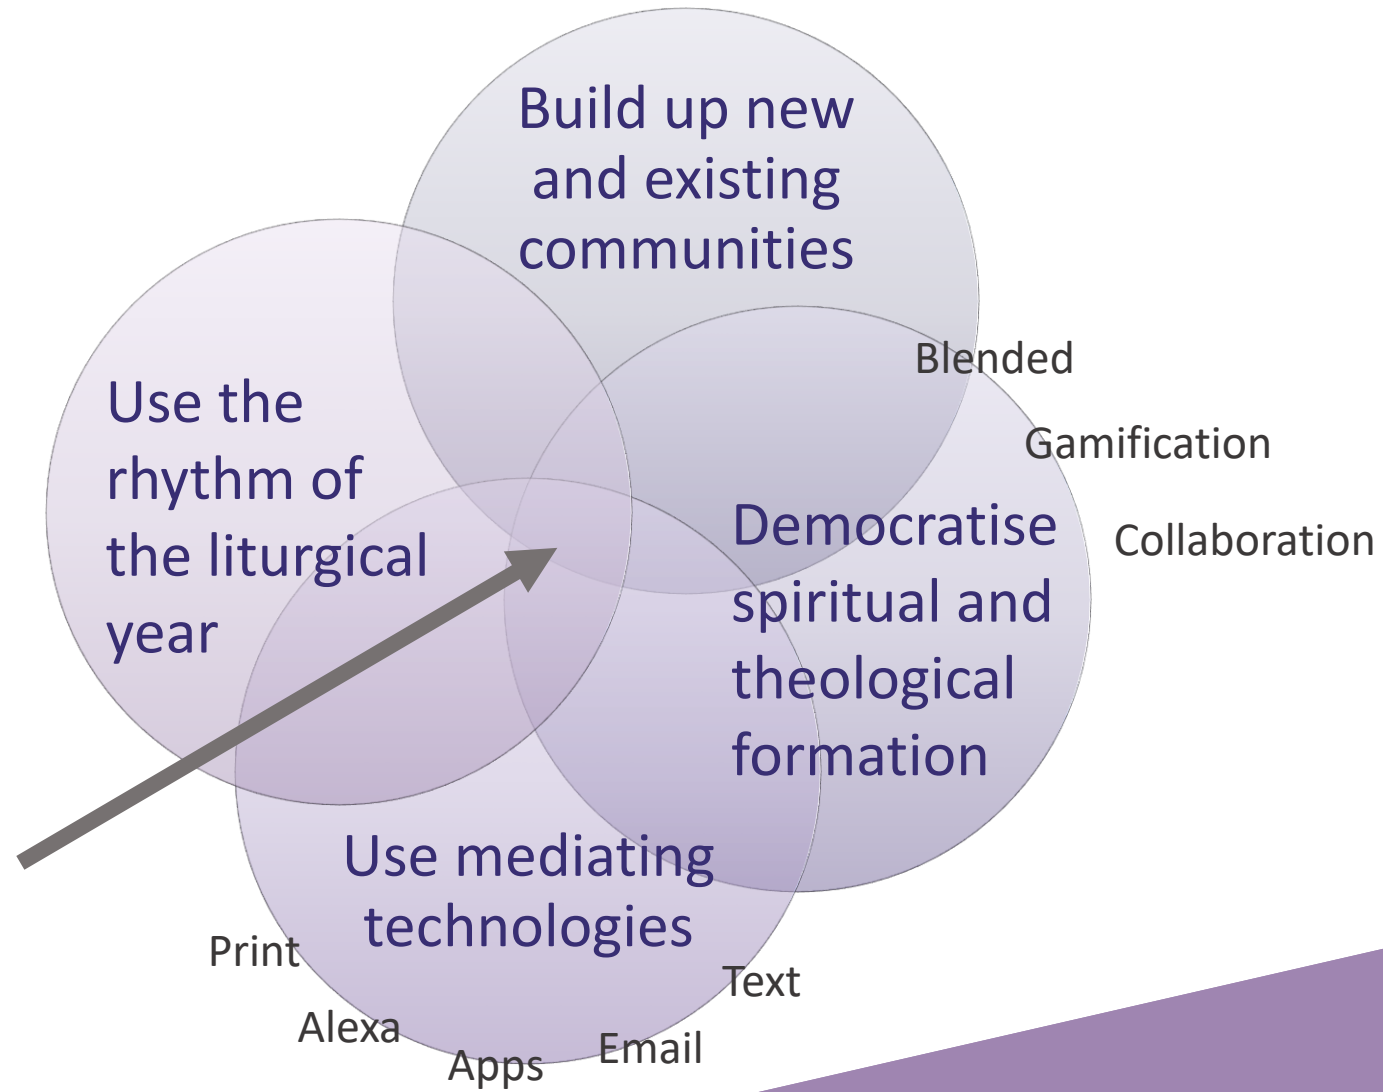 Build up new
and existing
communities
Use the
rhythm of
the liturgical
year
Blended
Gamification
Collaboration
Democratise
spiritual and
theological
formation
Use mediating
technologies
Print
Alexa
Apps
Email
Text